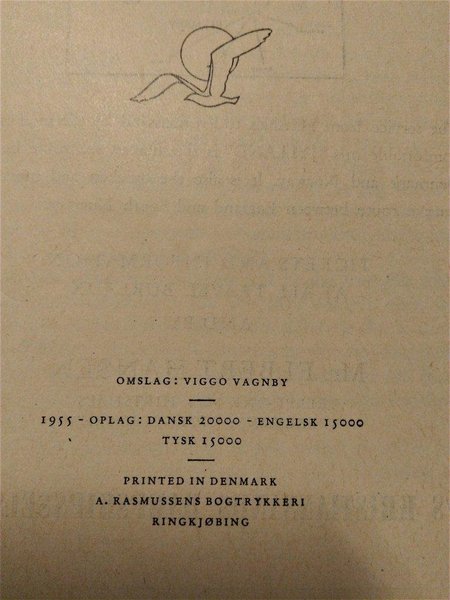 OMSLAG: VIGGO VAGNBY
1955 - OPLAG: DANSK 20000 - ENGELSK 15000
TYSK 15000
PRINTED IN DENMARK
A. RASMUSSENS BOGTRYKKERI
RINGKJØBING